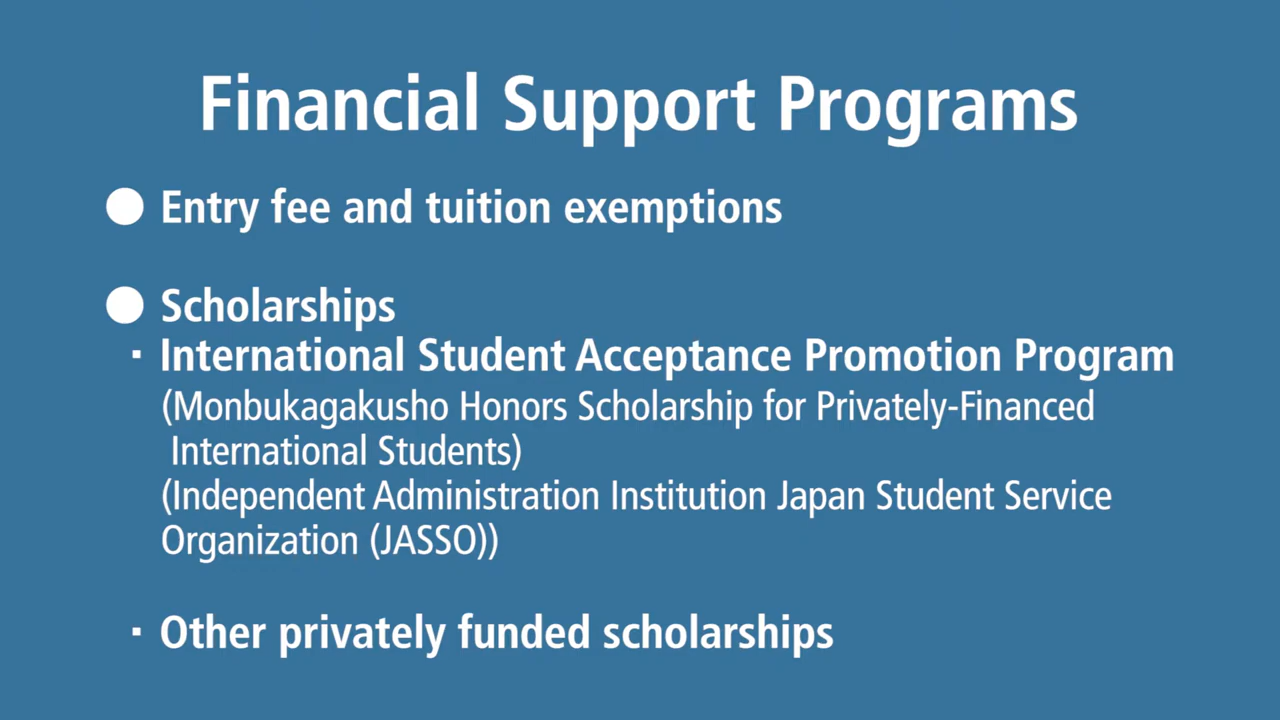 Financial Support Programs
● Entry fee and tuition exemptions
● Scholarships
· International Student Acceptance Promotion Program
(Monbukagakusho Honors Scholarship for Privately-Financed
International Students)
(Independent Administration Institution Japan Student Service
Organization (JASSO))
· Other privately funded scholarships